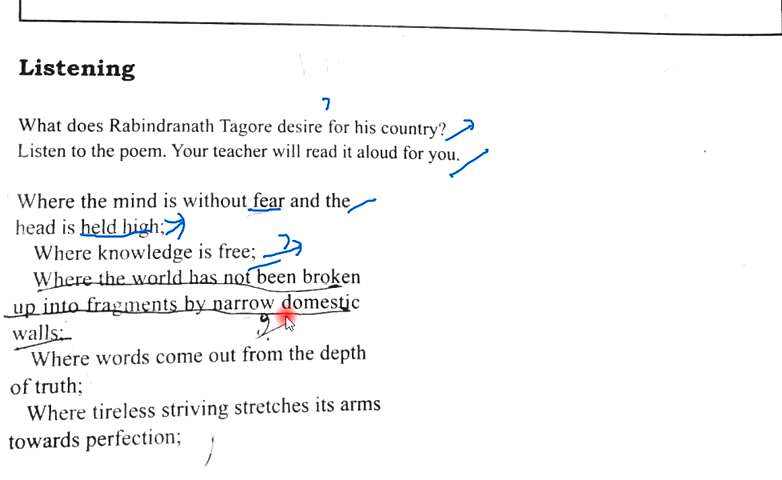 Listening
What does Rabindranath Tagore desire for his country?
Listen to the poem. Your teacher will read it aloud for you.
Where the mind is without fear and the
head is held high;
Where knowledge is free;
Where the world has not been broken
up into fragments by narrow domestic
walls;
Where words come out from the depth
of truth;
Where tireless striving stretches its arms
towards perfection;